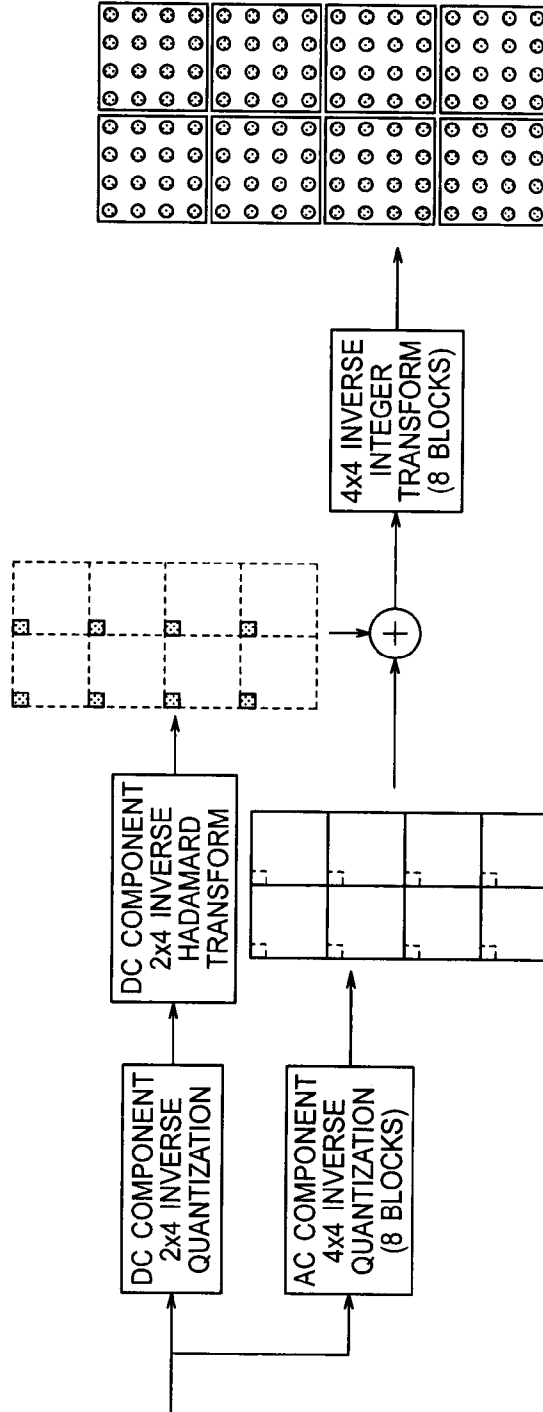 DC COMPONENT
2x4 INVERSE
QUANTIZATION
DC COMPONENT
2x4 INVERSE
HADAMARD
TRANSFORM
AC COMPONENT
4x4 INVERSE
QUANTIZATION
(8 BLOCKS)
+
4x4 INVERSE
INTEGER
TRANSFORM
(8 BLOCKS)